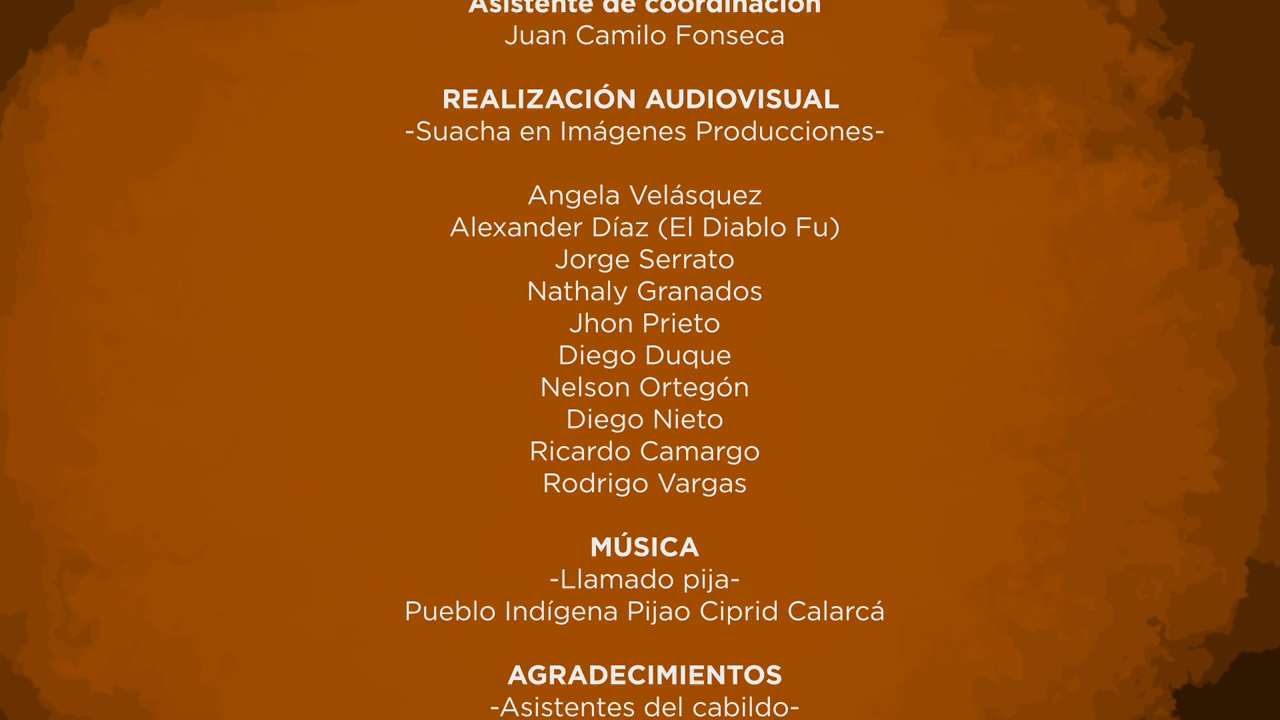 Asistente de coordinación
Juan Camilo Fonseca
REALIZACIÓN AUDIOVISUAL
-Suacha en Imágenes Producciones-
Angela Velásquez
Alexander Díaz (El Diablo Fu)
Jorge Serrato
Nathaly Granados
Jhon Prieto
Diego Duque
Nelson Ortegón
Diego Nieto
Ricardo Camargo
Rodrigo Vargas
MÚSICA
-Llamado pija-
Pueblo Indígena Pijao Ciprid Calarcá
AGRADECIMIENTOS
-Asistentes del cabildo-